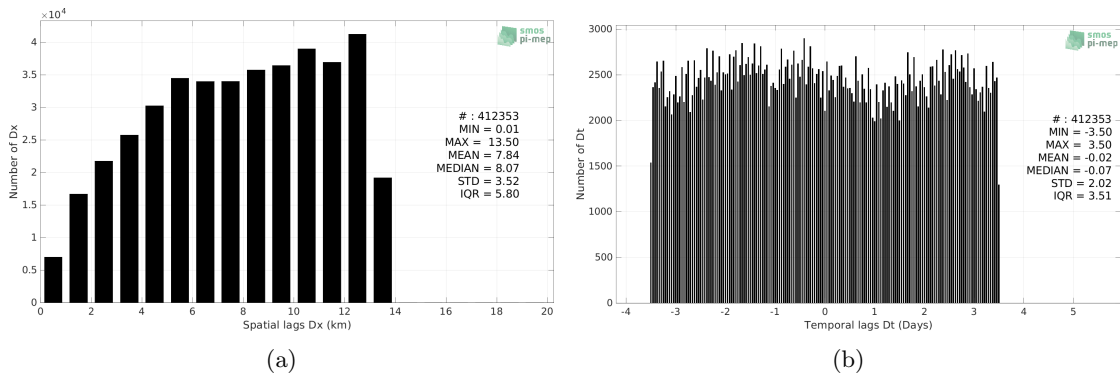 ×10⁴
4
3.5
3
2.5
2
1.5
1
0.5
0
Number of Dx
0 2 4 6 8 10 12 14 16 18 20
Spatial lags Dx (km)
smos
pi-mep
# : 412353
MIN = 0.01
MAX = 13.50
MEAN = 7.84
MEDIAN = 8.07
STD = 3.52
IQR = 5.80
(a)
3000
2500
2000
1500
1000
500
0
Number of Dt
-4 -3 -2 -1 0 1 2 3 4 5
Temporal lags Dt (Days)
smos
pi-mep
# : 412353
MIN = -3.50
MAX = 3.50
MEAN = -0.02
MEDIAN = -0.07
STD = 2.02
IQR = 3.51
(b)